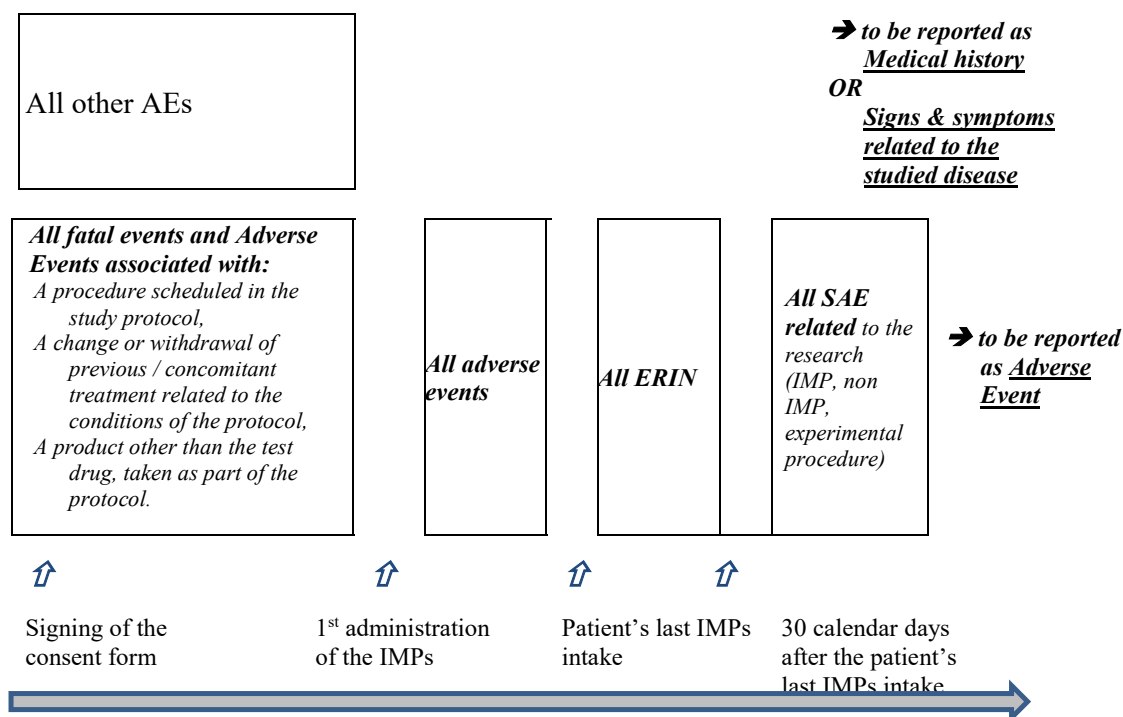 All other AEs
➔ to be reported as
Medical history
OR
Signs & symptoms
related to the
studied disease
All fatal events and Adverse
Events associated with:
A procedure scheduled in the
study protocol,
A change or withdrawal of
previous / concomitant
treatment related to the
conditions of the protocol,
A product other than the test
drug, taken as part of the
protocol.
All adverse
events
All ERIN
All SAE
related to the
research
(IMP, non
IMP,
experimental
procedure)
➔ to be reported
as Adverse
Event
Signing of the
consent form
1st administration
of the IMPs
Patient's last IMPs
intake
30 calendar days
after the patient's
last IMPs intake